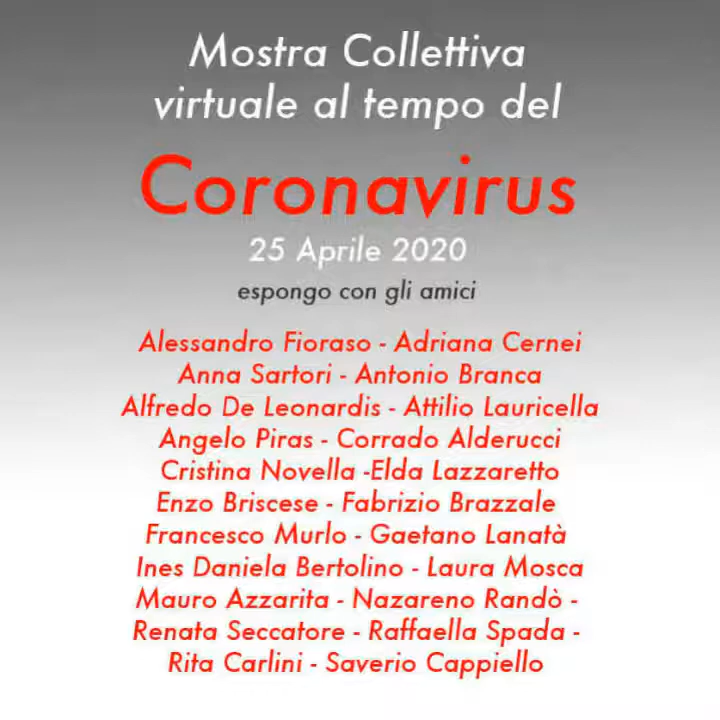 Mostra Collettiva
virtuale al tempo del
Coronavirus
25 Aprile 2020
espongo con gli amici
Alessandro Fioraso - Adriana Cernei
Anna Sartori - Antonio Branca
Alfredo De Leonardis - Attilio Lauricella
Angelo Piras - Corrado Alderucci
Cristina Novella -Elda Lazzaretto
Enzo Briscese - Fabrizio Brazzale
Francesco Murlo - Gaetano Lanatà
Ines Daniela Bertolino - Laura Mosca
Mauro Azzarita - Nazareno Randò -
Renata Seccatore - Raffaella Spada -
Rita Carlini - Saverio Cappiello